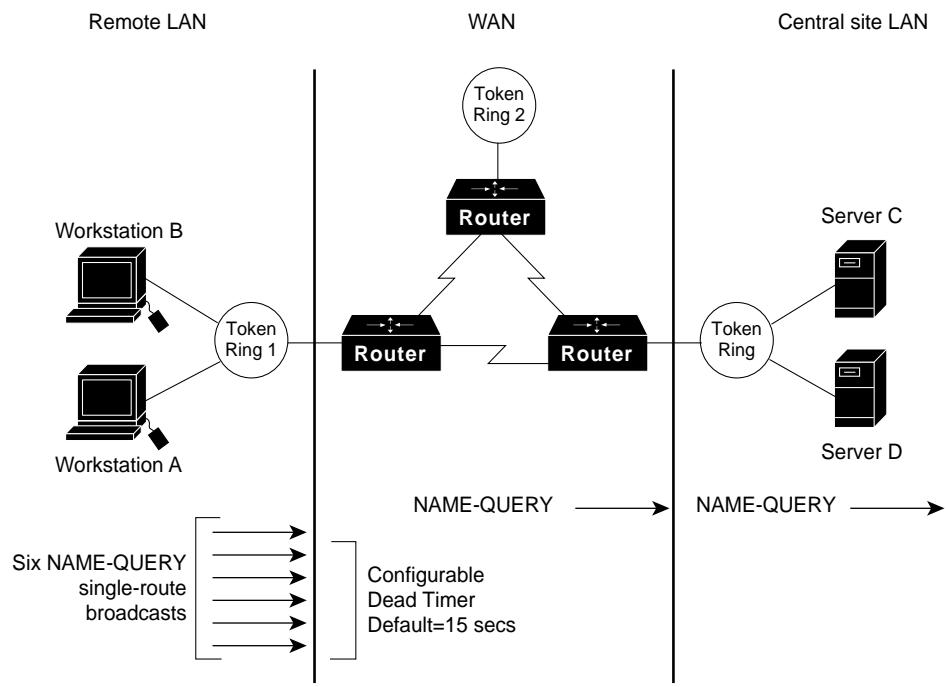 Remote LAN
WAN
Central site LAN
Token
Ring 2
Router
Workstation B
Server C
Token
Ring 1
Router
Router
Token
Ring
Workstation A
Server D
NAME-QUERY
NAME-QUERY
Six NAME-QUERY
single-route
broadcasts
Configurable
Dead Timer
Default=15 secs